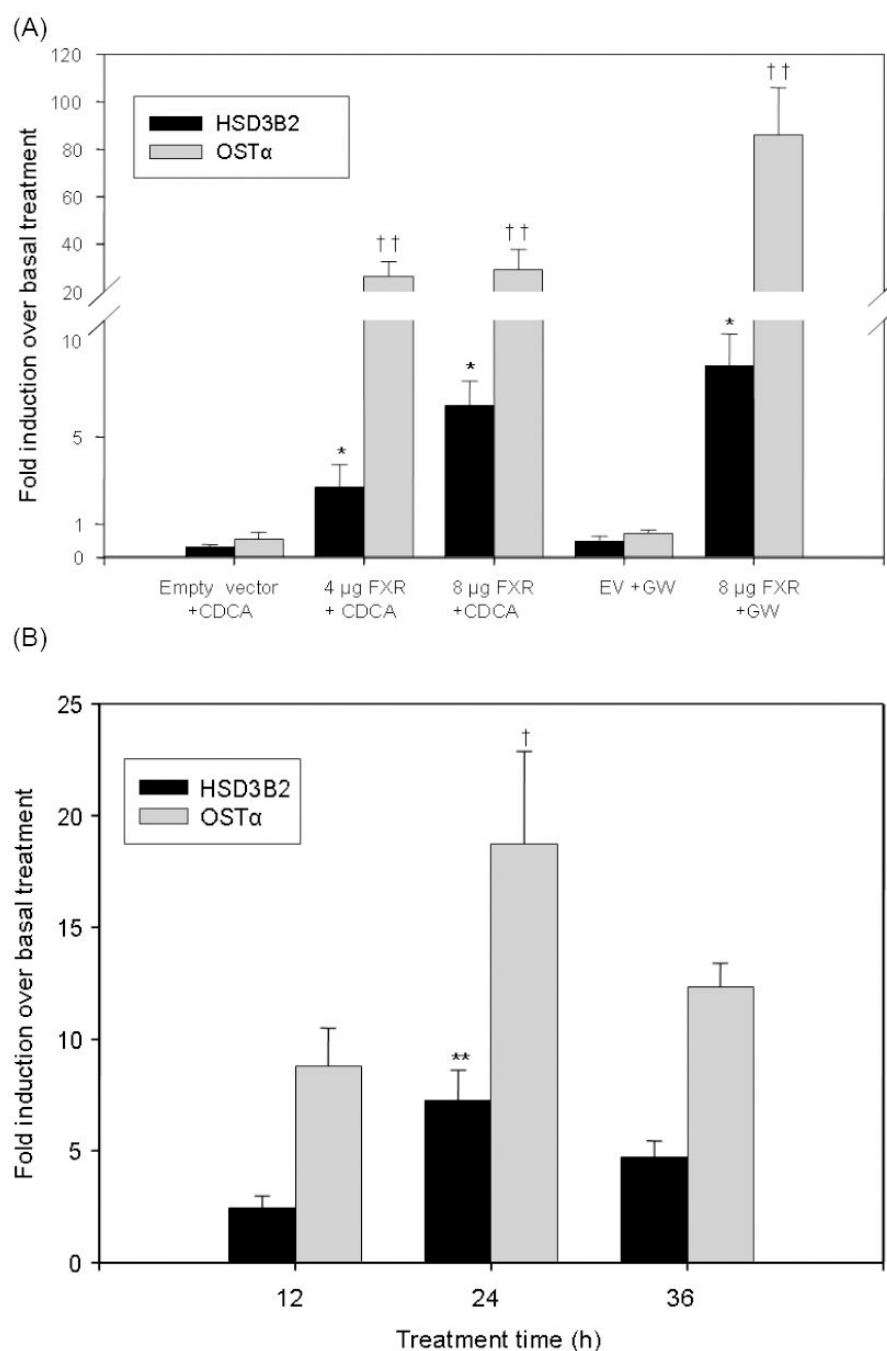 (A)
Fold induction over basal treatment
120
100
80
60
40
20
10
5
1
0
HSD3B2
OSTα
††
††
††
*
*
*
Empty vector
+CDCA
4 µg FXR
+ CDCA
8 µg FXR
+CDCA
EV +GW
8 µg FXR
+GW
(B)
Fold induction over basal treatment
25
20
15
10
5
0
HSD3B2
OSTα
†
**
12
24
36
Treatment time (h)